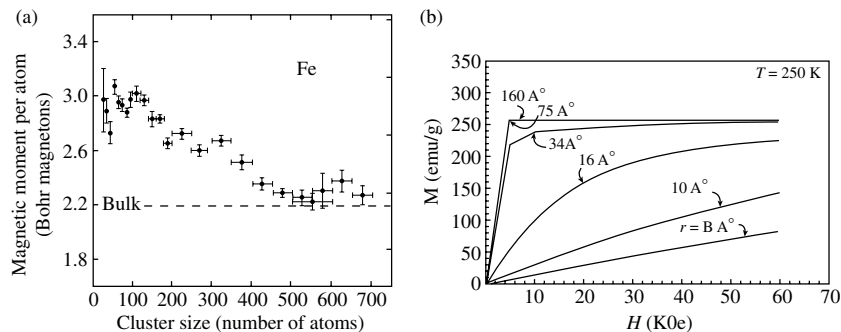 (a)
3.4
3.0
2.6
2.2
1.8
Magnetic moment per atom
(Bohr magnetons)
Fe
Bulk
0 100 200 300 400 500 600 700
Cluster size (number of atoms)
(b)
400
350
300
250
200
150
100
50
0
M (emu/g)
T = 250 K
160 A°
75 A°
34A°
16 A°
10 A°
r = B A°
10 20 30 40 50 60 70
H (K0e)